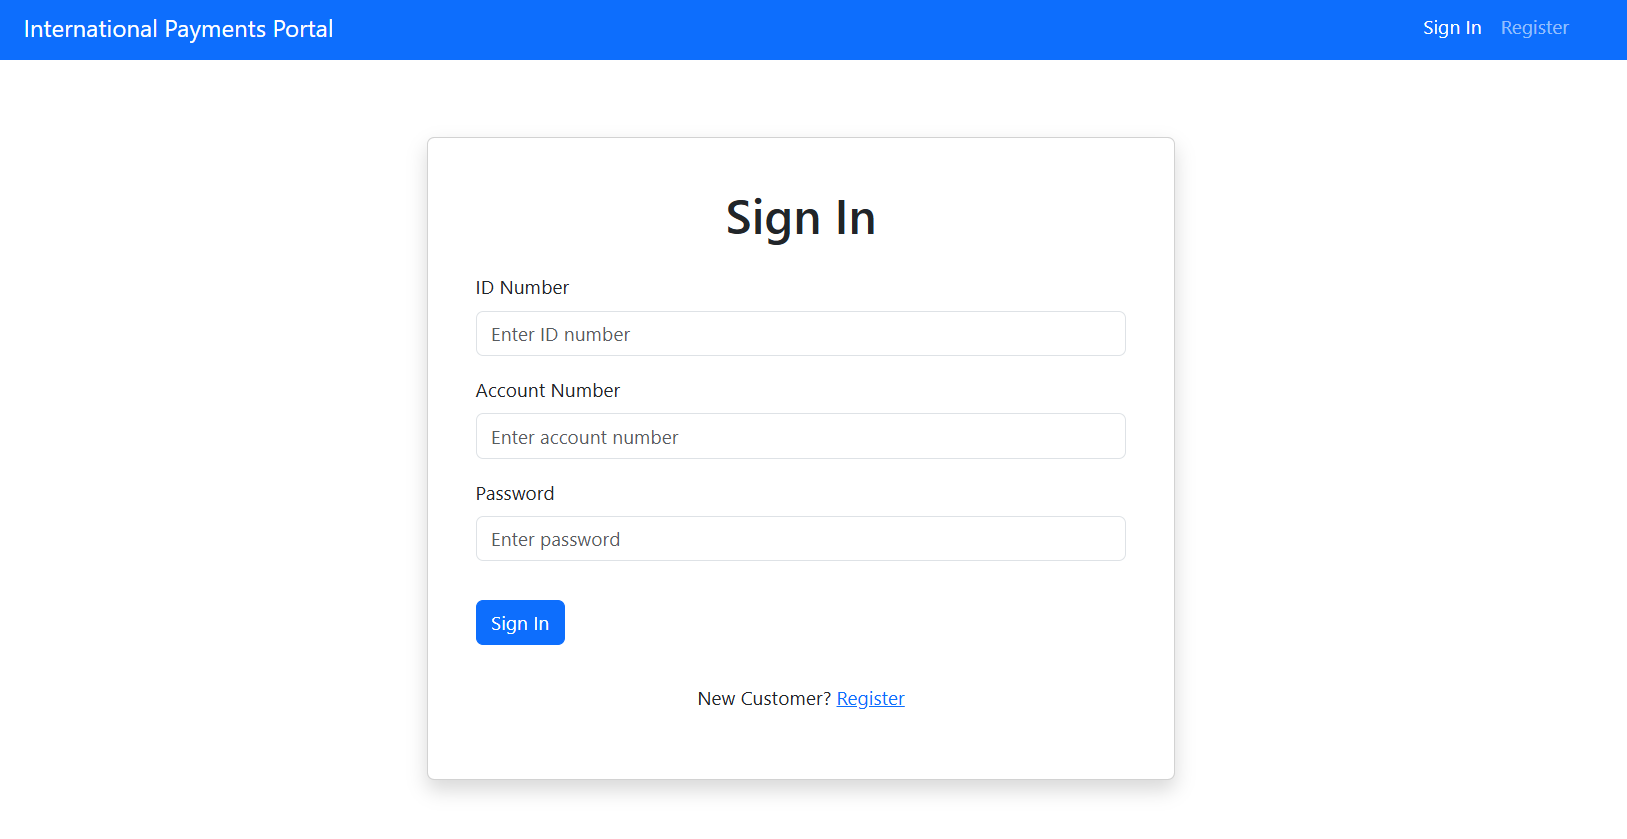 International Payments Portal
Sign In Register
Sign In
ID Number
Enter ID number
Account Number
Enter account number
Password
Enter password
Sign In
New Customer? Register